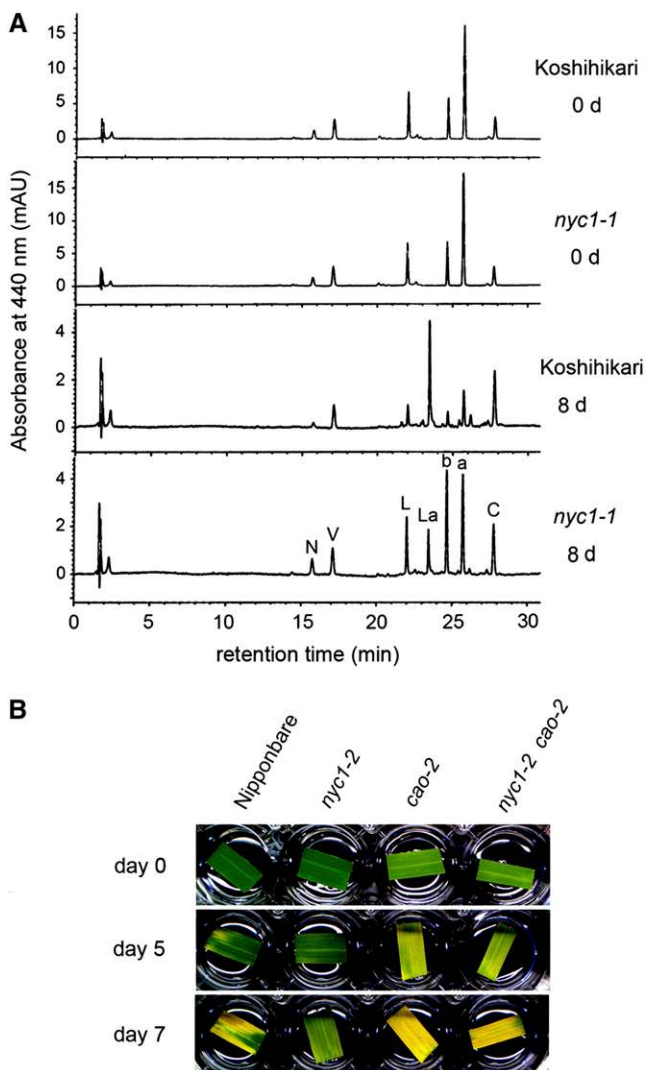 A
Absorbance at 440 nm (mAU)
15
10
5
0
Koshihikari
0 d
15
10
5
0
nyc1-1
0 d
4
2
0
Koshihikari
8 d
4
2
0
N
V
L
La
b
a
C
nyc1-1
8 d
0
5
10
15
20
25
30
retention time (min)
B
Nipponbare
nyc1-2
cao-2
nyc1-2 cao-2
day 0
day 5
day 7